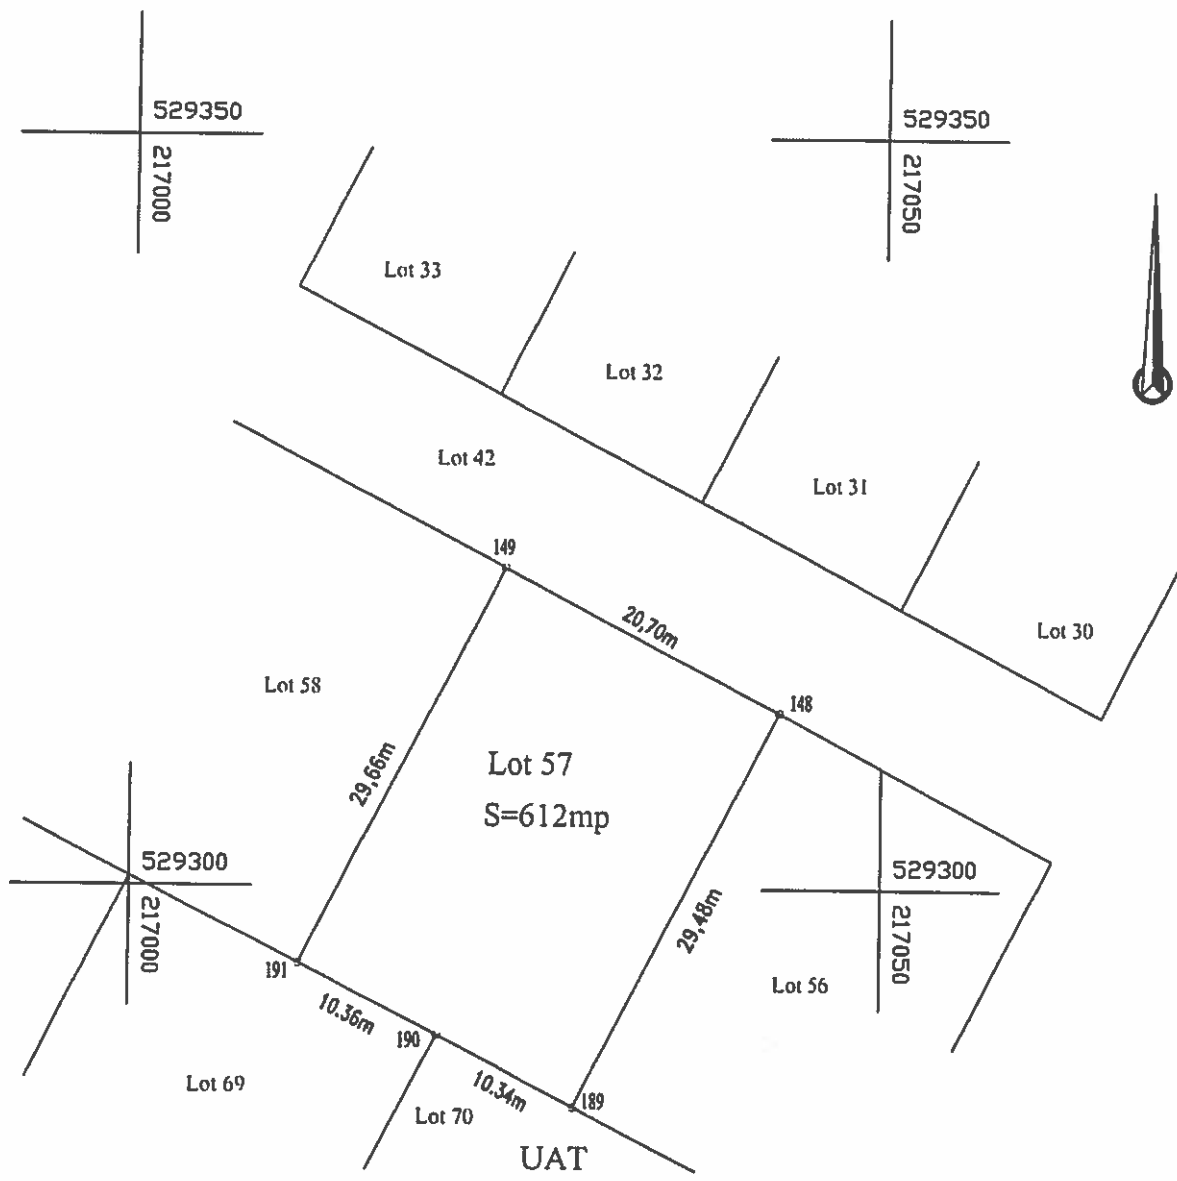 529350
217000
529350
217050
Lot 33
Lot 32
Lot 42
Lot 31
149
20,70m
Lot 30
Lot 58
148
29,66m
Lot 57
S=612mp
529300
217000
529300
217050
29,48m
191
10.36m
190
Lot 56
Lot 69
10.34m
189
Lot 70
UAT